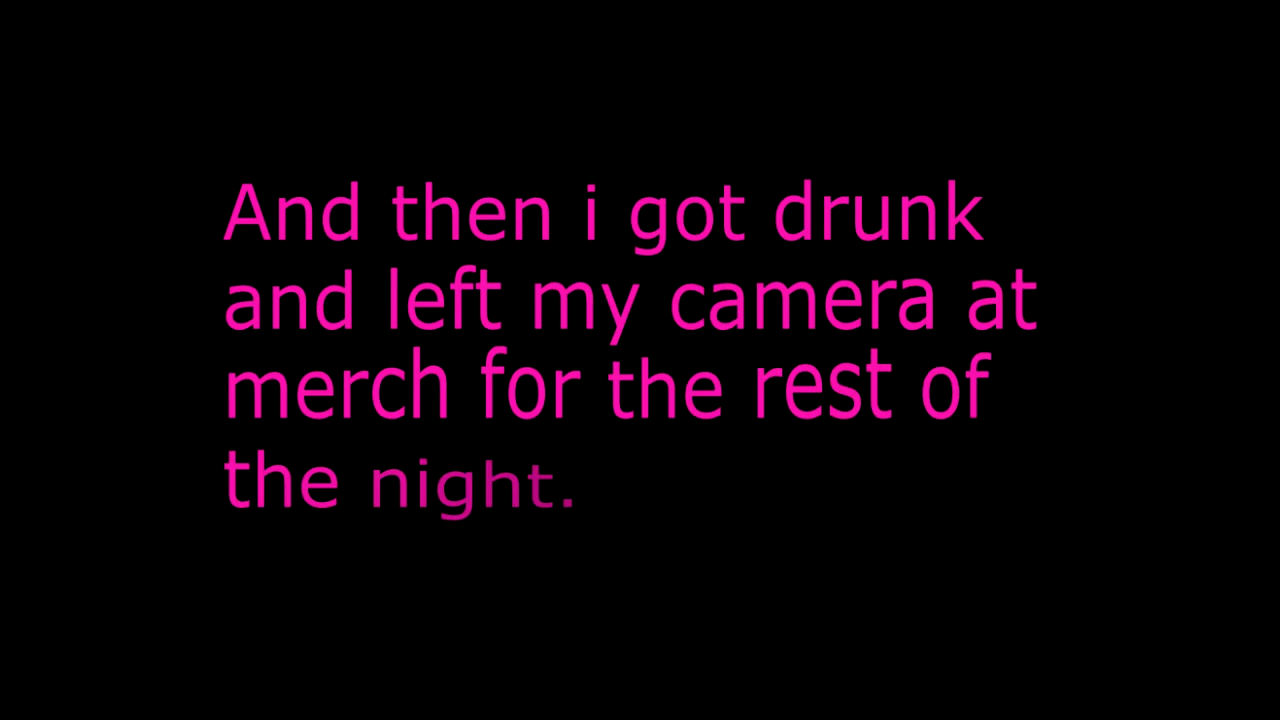 And then i got drunk
and left my camera at
merch for the rest of
the night.